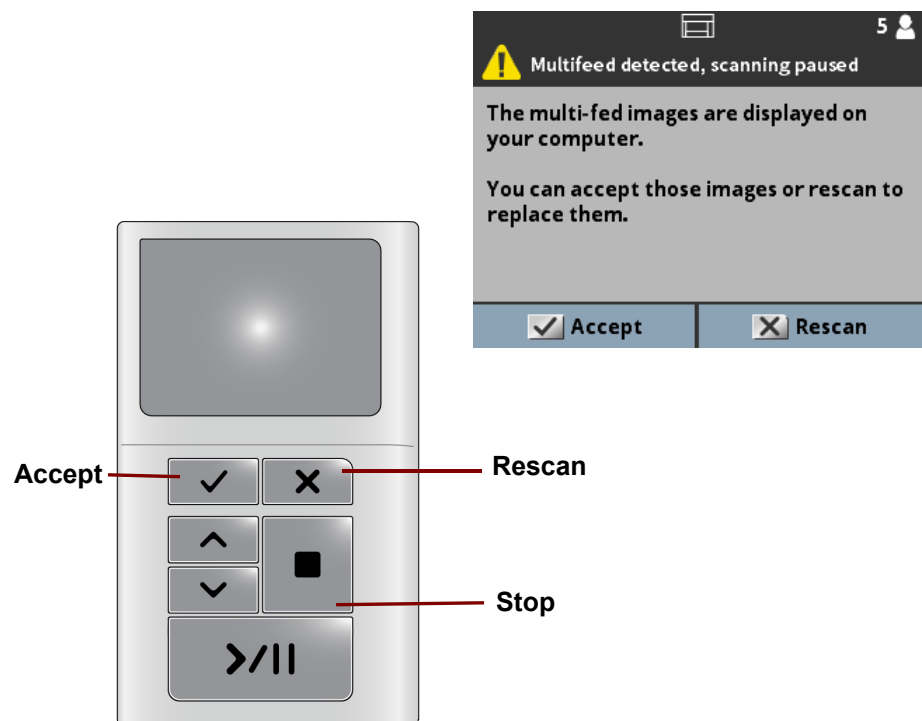 5
Multifeed detected, scanning paused
The multi-fed images are displayed on
your computer.
You can accept those images or rescan to
replace them.
Accept
Rescan
Accept
Rescan
Stop
>/II